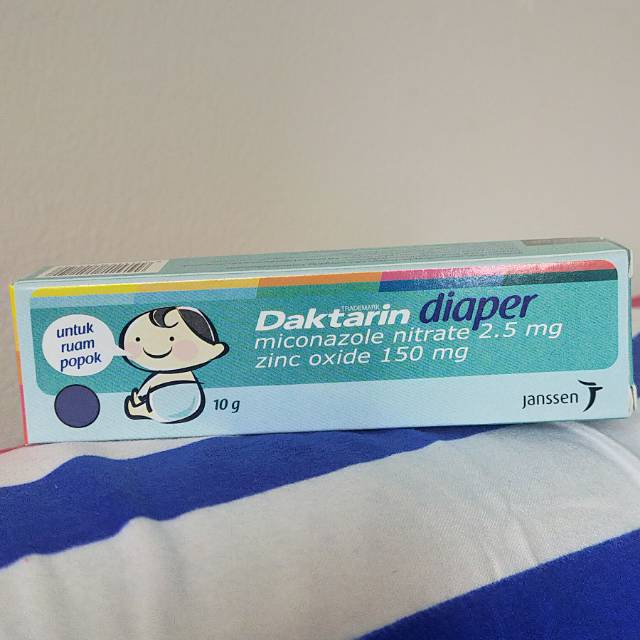 untuk
ruam
popok
TRADEMARK
Daktarin diaper
miconazole nitrate 2.5 mg
zinc oxide 150 mg
10 g
janssen